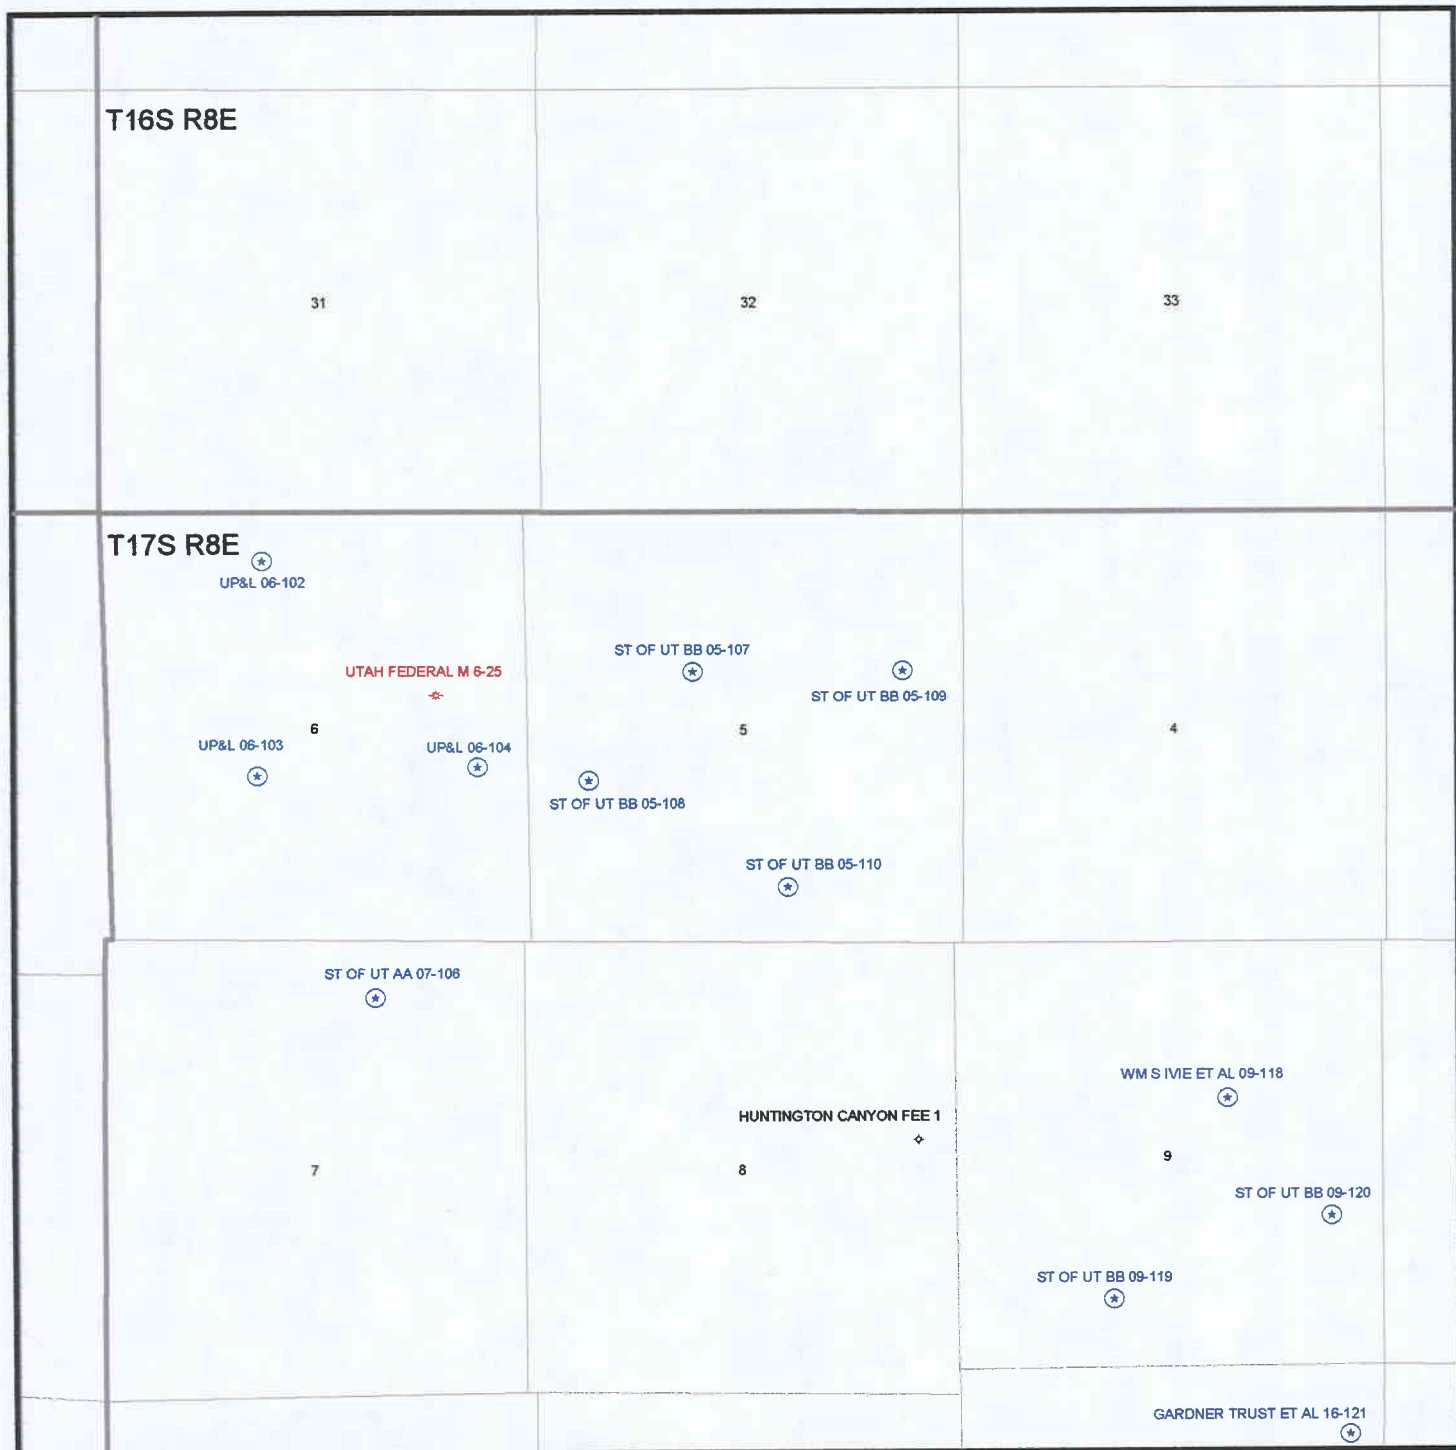 T16S R8E
31
32
33
T17S R8E
UP&L 06-102
ST OF UT BB 05-107
UTAH FEDERAL M 6-25
ST OF UT BB 05-109
6
5
4
UP&L 06-103
UP&L 06-104
ST OF UT BB 05-108
ST OF UT BB 05-110
ST OF UT AA 07-106
WM S IVIE ET AL 09-118
HUNTINGTON CANYON FEE 1
7
8
9
ST OF UT BB 09-120
ST OF UT BB 09-119
GARDNER TRUST ET AL 16-121